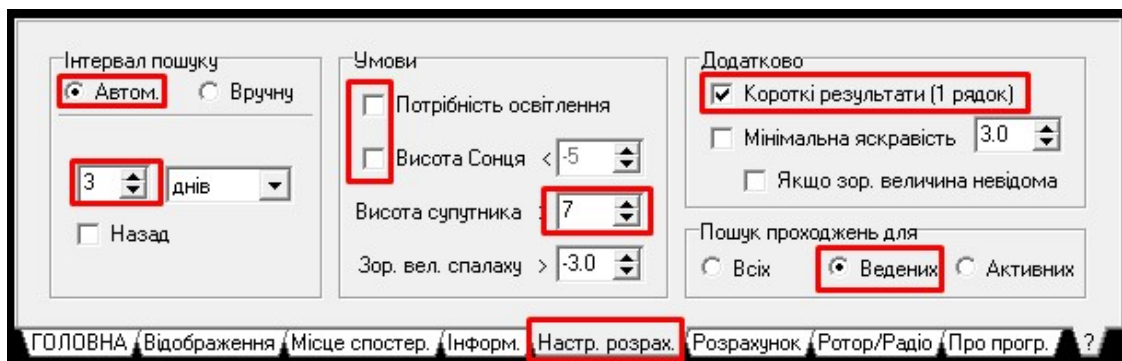 Інтервал пошуку
Автом. Вручну
3 днів
Назад
Умови
Потрібність освітлення
Висота Сонця < -5
Висота супутника : 7
Зор. вел. спалаху > -3.0
Додатково
Короткі результати (1 рядок)
Мінімальна яскравість 3.0
Якщо зор. величина невідома
Пошук проходжень для
Всіх Ведених Активних
ГОЛОВНА Відображення Місце спостер. Інформ. Настр. розрах. Розрахунок Ротор/Радіо Про прогр. ?